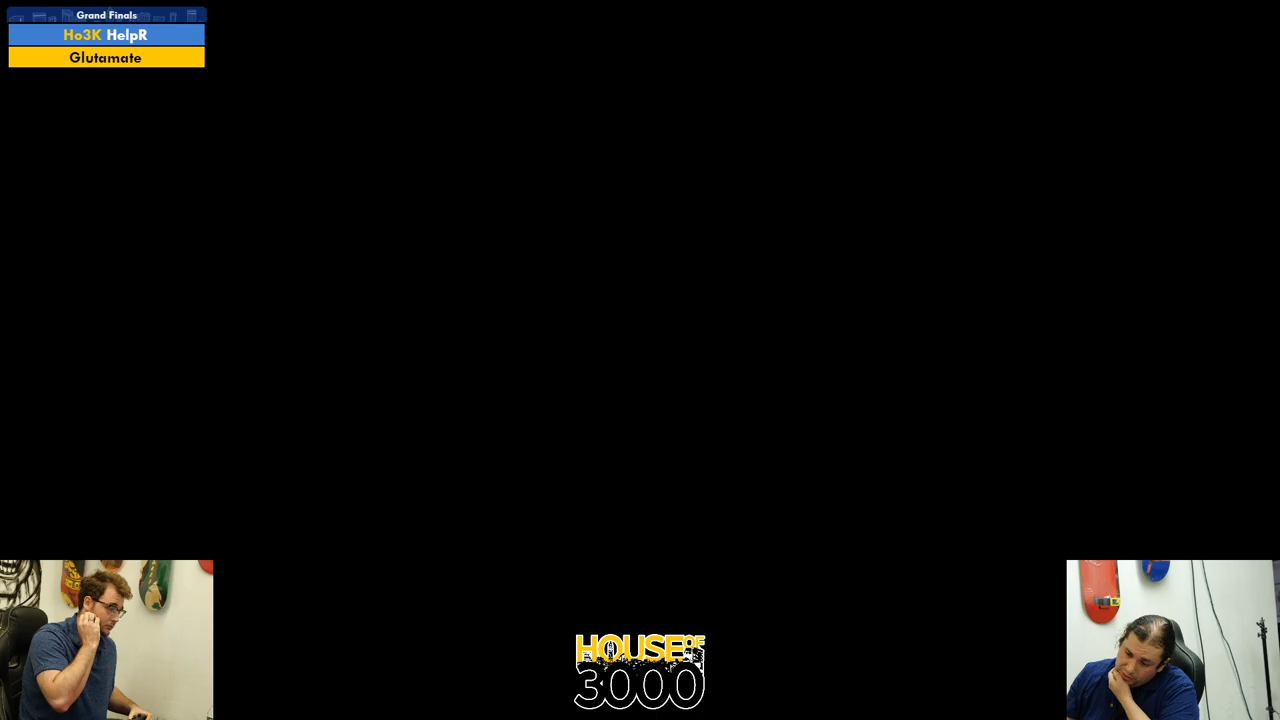 Grand Finals
Ho3K HelpR
Glutamate
HOUSE OF
3000